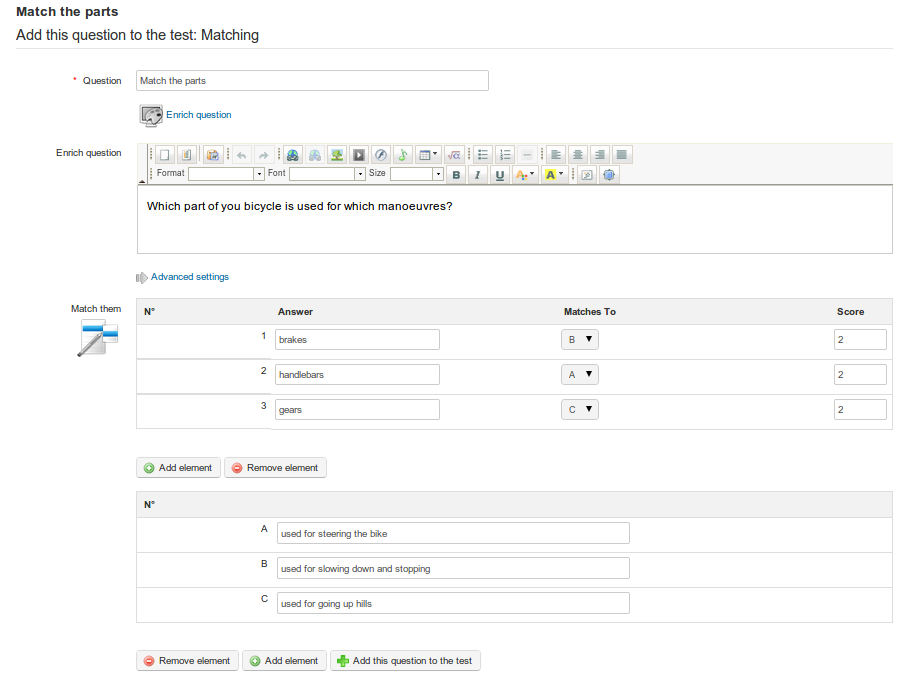 Match the parts
Add this question to the test: Matching
* Question Match the parts
Enrich question
Enrich question
Format Font Size B I U A A
Which part of you bicycle is used for which manoeuvres?
Advanced settings
Match them
N° Answer Matches To Score
1 brakes B 2
2 handlebars A 2
3 gears C 2
Add element Remove element
N°
A used for steering the bike
B used for slowing down and stopping
C used for going up hills
Remove element Add element Add this question to the test